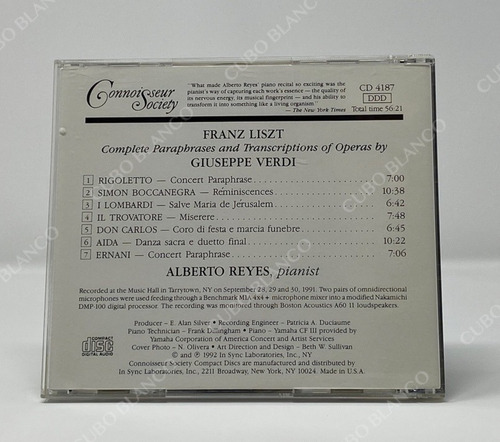 Connoisseur
Society
"What made Alberto Reyes' piano recital so exciting was the
pianist's way of capturing each work's essence — the quality of
its nervous energy, its musical fingerprint — and his ability to
transform it into something like a living organism"
— The New York Times
CD 4187
DDD
Total time 56:21
FRANZ LISZT
Complete Paraphrases and Transcriptions of Operas by
GIUSEPPE VERDI
1 RIGOLETTO — Concert Paraphrase 7:00
2 SIMON BOCCANEGRA — Réminiscences 10:38
3 I LOMBARDI — Salve Maria de Jérusalem 6:42
4 IL TROVATORE — Miserere 7:48
5 DON CARLOS — Coro di festa e marcia funebre 6:45
6 AIDA — Danza sacra e duetto final 10:22
7 ERNANI — Concert Paraphrase 7:06
ALBERTO REYES, pianist
Recorded at the Music Hall in Tarrytown, NY on September 28, 29 and 30, 1991. Two pairs of omnidirectional
microphones were used feeding through a Benchmark MIA 4x4+ microphone mixer into a modified Nakamichi
DMP-100 digital processor. The recording was monitored through Boston Acoustics A60 11 loudspeakers.
Producer – E. Alan Silver • Recording Engineer – Patricia A. Duciaume
Piano Technician – Frank Dillingham • Piano – Yamaha CF III provided by
Yamaha Corporation of America Concert and Artist Services
Cover Photo – N. Olivera • Art Direction and Design – Beth W. Sullivan
© and ℗ 1992 In Sync Laboratories, Inc., NY
Connoisseur Society Compact Discs are manufactured and distributed by
In Sync Laboratories, Inc., 2211 Broadway, New York, NY 10024. Made in U.S.A.
COMPACT
disc
DIGITAL AUDIO
CUBO BLANCO